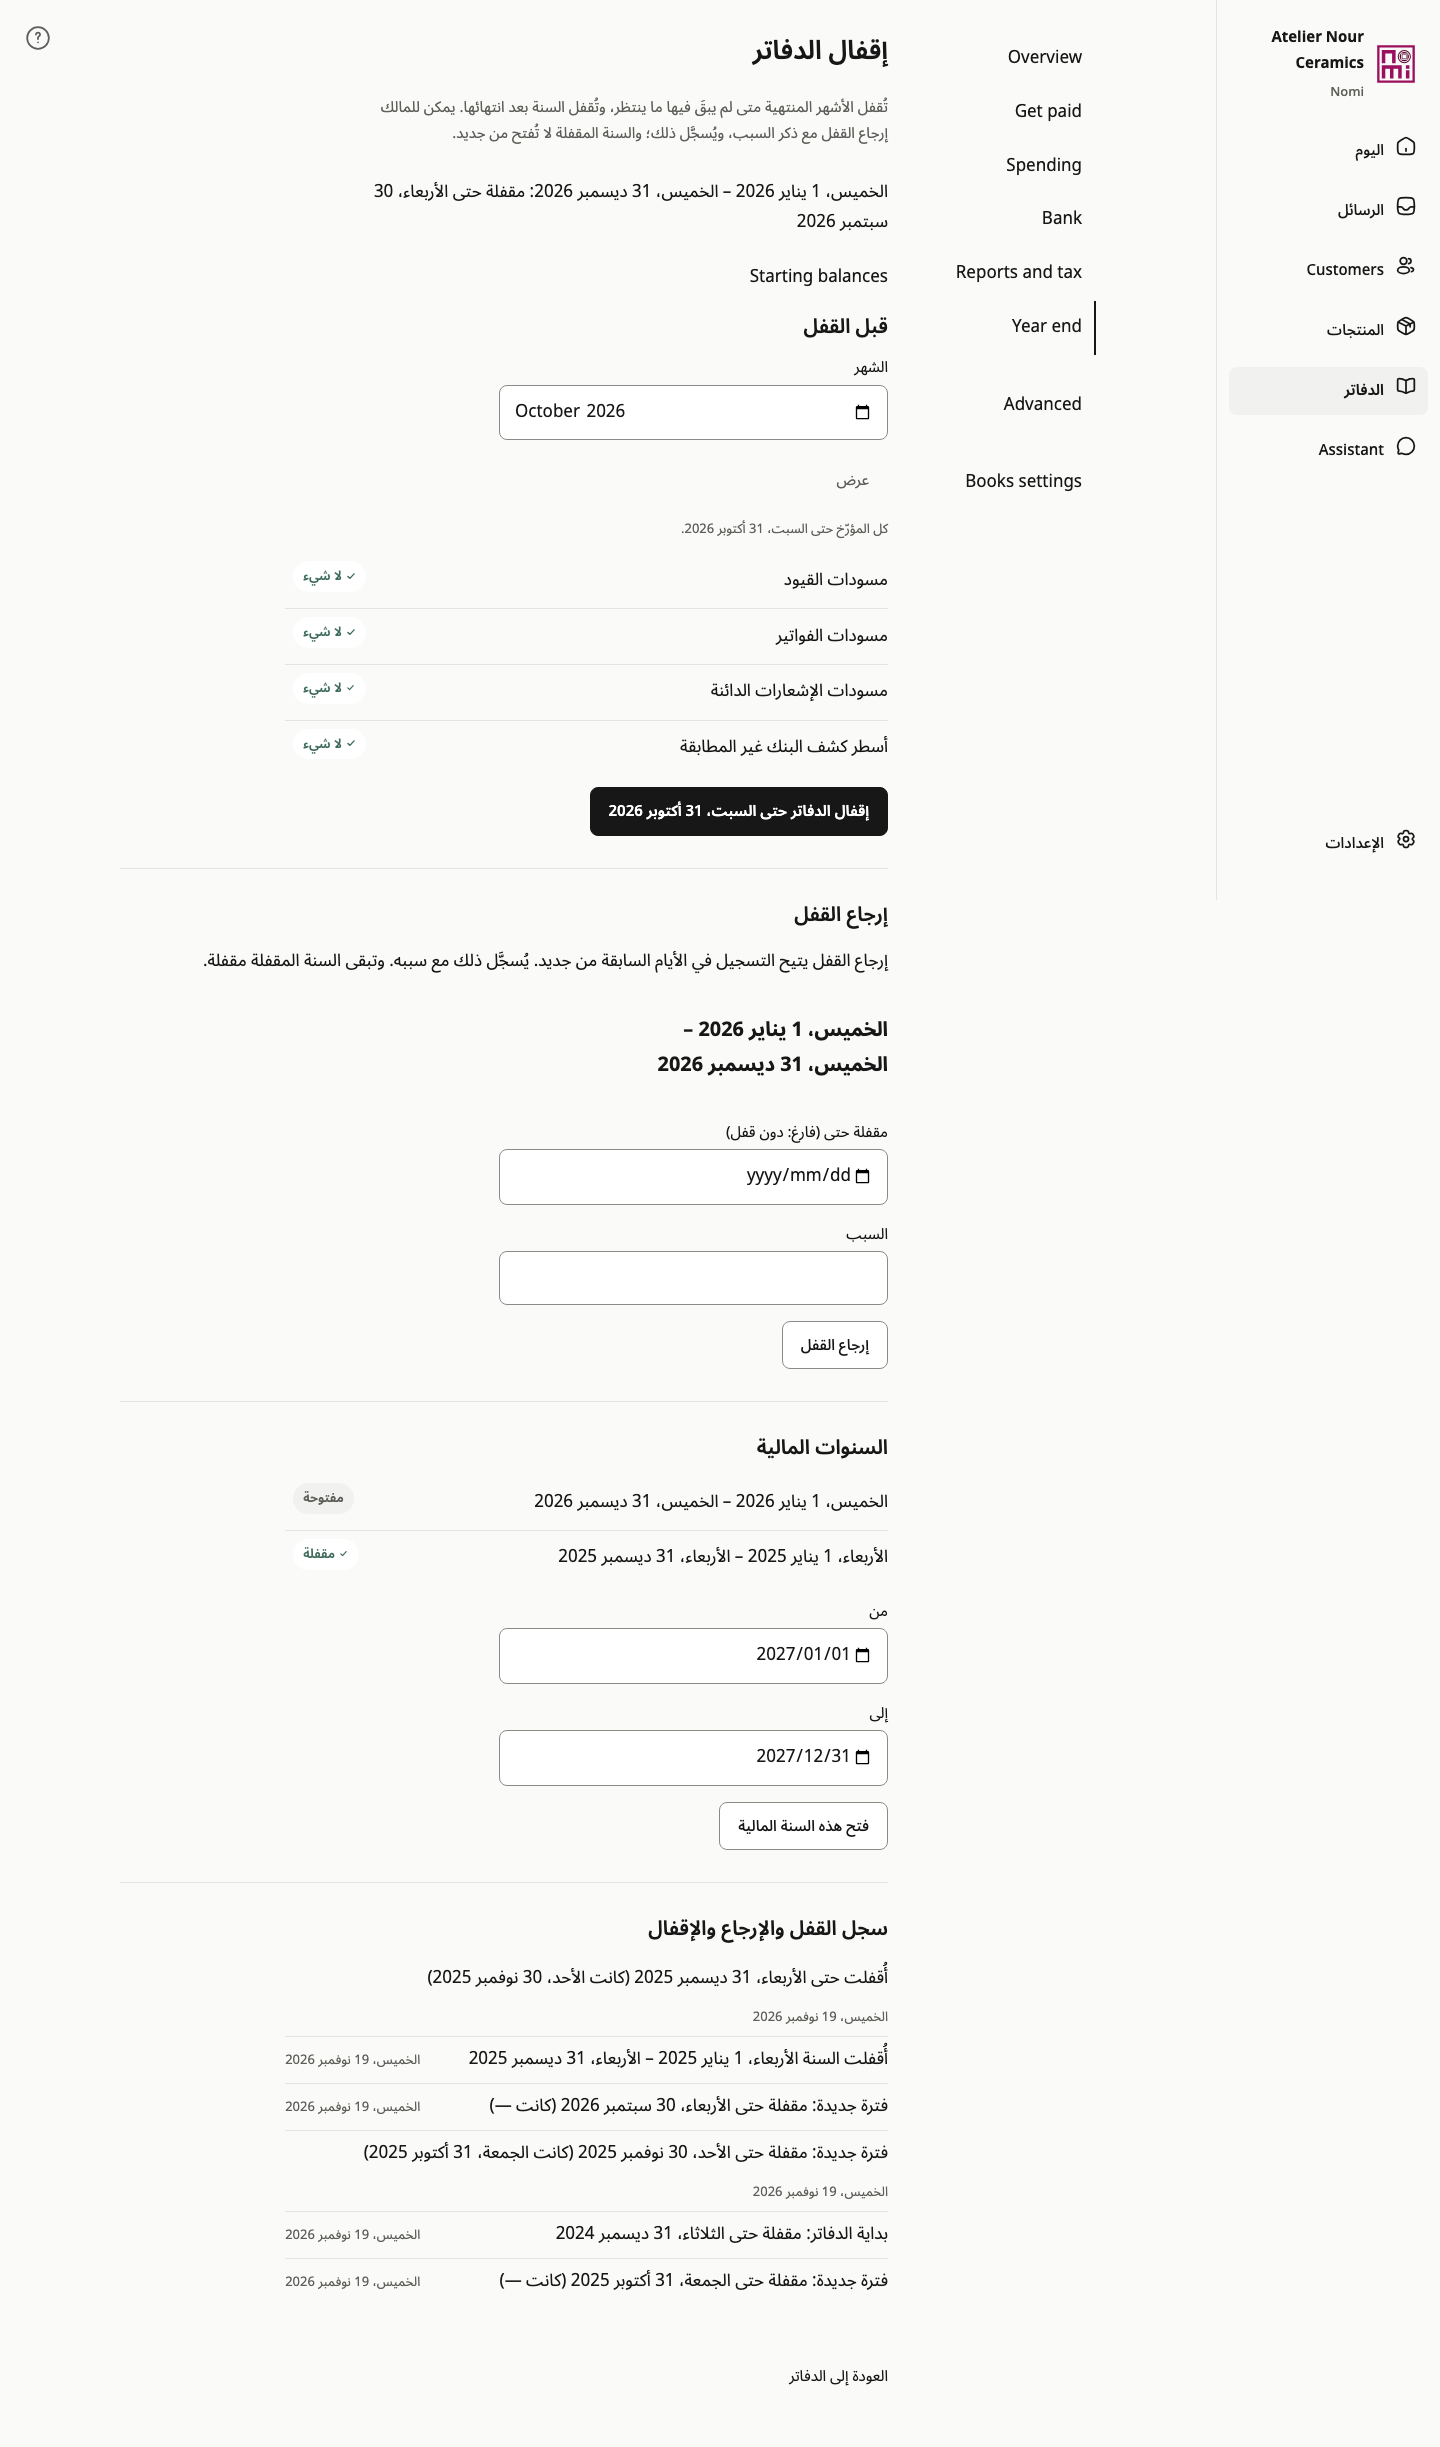 Atelier Nour
Ceramics
Nomi
اليوم
الرسائل
Customers
المنتجات
الدفاتر
Assistant
الإعدادات
Overview
Get paid
Spending
Bank
Reports and tax
Year end
Advanced
Books settings
إقفال الدفاتر
تُقفل الأشهر المنتهية متى لم يبقَ فيها ما ينتظر، وتُقفل السنة بعد انتهائها. يمكن للمالك
إرجاع القفل مع ذكر السبب، ويُسجَّل ذلك؛ والسنة المقفلة لا تُفتح من جديد.
الخميس، 1 يناير 2026 – الخميس، 31 ديسمبر 2026: مقفلة حتى الأربعاء، 30
سبتمبر 2026
Starting balances
قبل القفل
الشهر
October 2026
عرض
كل المؤرّخ حتى السبت، 31 أكتوبر 2026.
مسودات القيود
لا شيء
مسودات الفواتير
لا شيء
مسودات الإشعارات الدائنة
لا شيء
أسطر كشف البنك غير المطابقة
لا شيء
إقفال الدفاتر حتى السبت، 31 أكتوبر 2026
إرجاع القفل
إرجاع القفل يتيح التسجيل في الأيام السابقة من جديد. يُسجَّل ذلك مع سببه. وتبقى السنة المقفلة مقفلة.
الخميس، 1 يناير 2026 –
الخميس، 31 ديسمبر 2026
مقفلة حتى (فارغ: دون قفل)
yyyy/mm/dd
السبب
إرجاع القفل
السنوات المالية
الخميس، 1 يناير 2026 – الخميس، 31 ديسمبر 2026
مفتوحة
الأربعاء، 1 يناير 2025 – الأربعاء، 31 ديسمبر 2025
مقفلة
من
2027/01/01
إلى
2027/12/31
فتح هذه السنة المالية
سجل القفل والإرجاع والإقفال
أُقفلت حتى الأربعاء، 31 ديسمبر 2025 (كانت الأحد، 30 نوفمبر 2025)
الخميس، 19 نوفمبر 2026
أُقفلت السنة الأربعاء، 1 يناير 2025 – الأربعاء، 31 ديسمبر 2025
الخميس، 19 نوفمبر 2026
فترة جديدة: مقفلة حتى الأربعاء، 30 سبتمبر 2026 (كانت —)
الخميس، 19 نوفمبر 2026
فترة جديدة: مقفلة حتى الأحد، 30 نوفمبر 2025 (كانت الجمعة، 31 أكتوبر 2025)
الخميس، 19 نوفمبر 2026
بداية الدفاتر: مقفلة حتى الثلاثاء، 31 ديسمبر 2024
الخميس، 19 نوفمبر 2026
فترة جديدة: مقفلة حتى الجمعة، 31 أكتوبر 2025 (كانت —)
الخميس، 19 نوفمبر 2026
العودة إلى الدفاتر